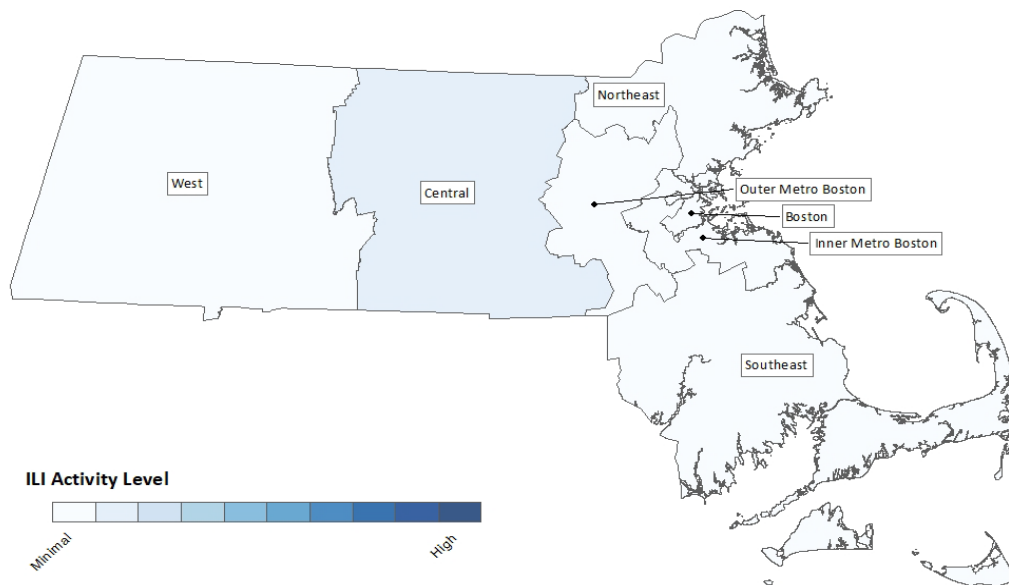 Northeast
West
Central
Outer Metro Boston
Boston
Inner Metro Boston
Southeast
ILI Activity Level
Minimal
High